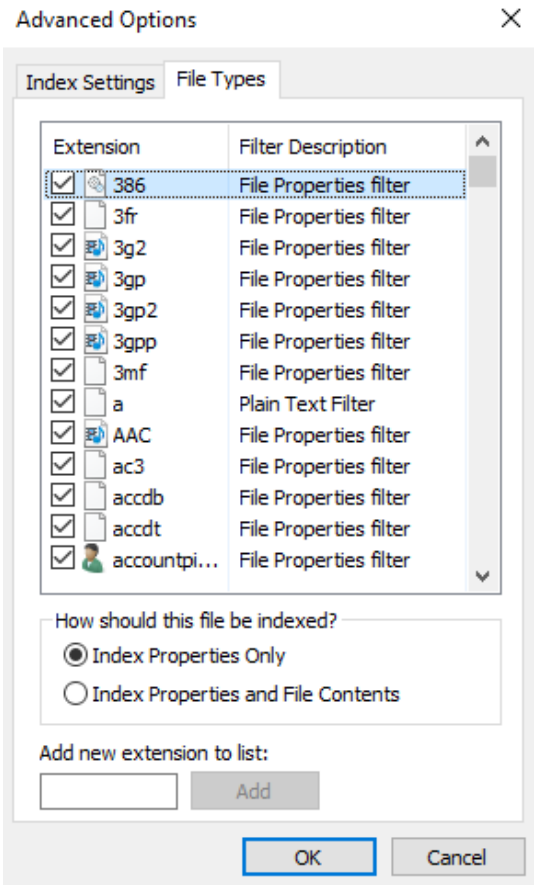 Advanced Options
Index Settings File Types
Extension Filter Description
386 File Properties filter
3fr File Properties filter
3g2 File Properties filter
3gp File Properties filter
3gp2 File Properties filter
3gpp File Properties filter
3mf File Properties filter
a Plain Text Filter
AAC File Properties filter
ac3 File Properties filter
accdb File Properties filter
accdt File Properties filter
accountpi... File Properties filter
How should this file be indexed?
Index Properties Only
Index Properties and File Contents
Add new extension to list:
Add
OK Cancel